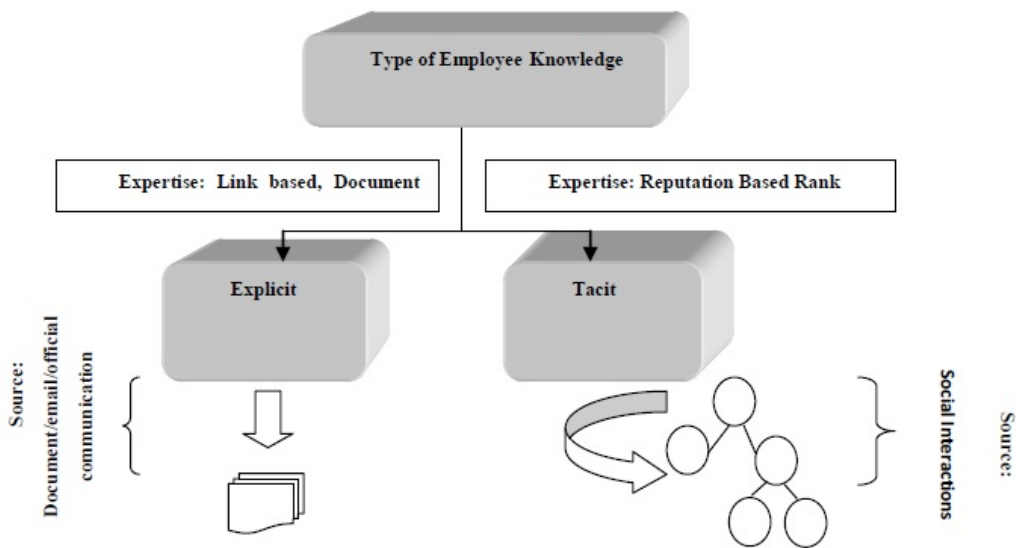 Type of Employee Knowledge
Expertise: Link based, Document
Expertise: Reputation Based Rank
Explicit
Tacit
Source:
Document/email/official
communication
Social Interactions
Source: